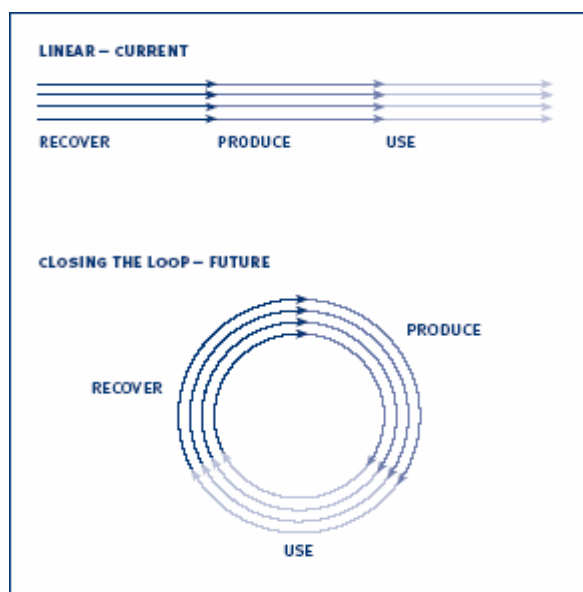 LINEAR – CURRENT
RECOVER PRODUCE USE
CLOSING THE LOOP – FUTURE
PRODUCE
RECOVER
USE